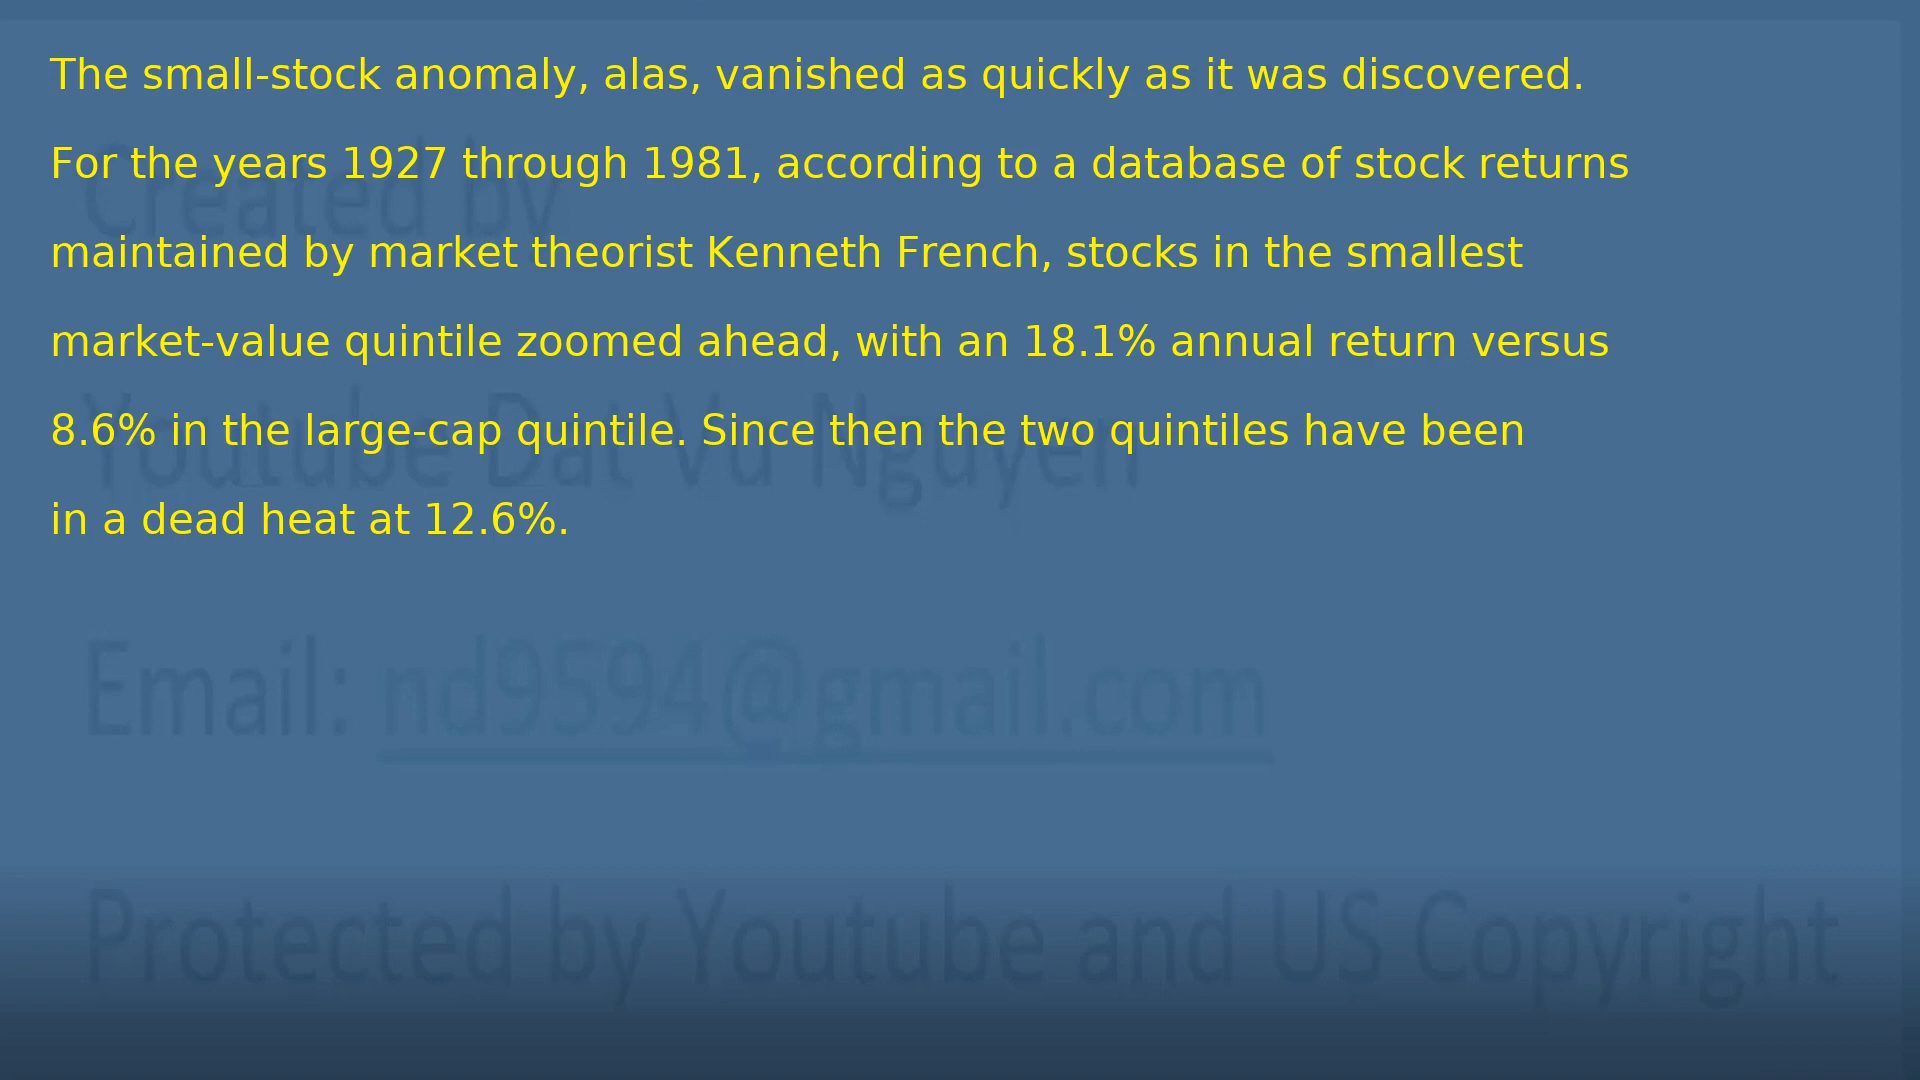 The small-stock anomaly, alas, vanished as quickly as it was discovered.
For the years 1927 through 1981, according to a database of stock returns
maintained by market theorist Kenneth French, stocks in the smallest
market-value quintile zoomed ahead, with an 18.1% annual return versus
8.6% in the large-cap quintile. Since then the two quintiles have been
in a dead heat at 12.6%.
Created by
Youtube Dat Vu Nguyen
Email: nd9594@gmail.com
Protected by Youtube and US Copyright